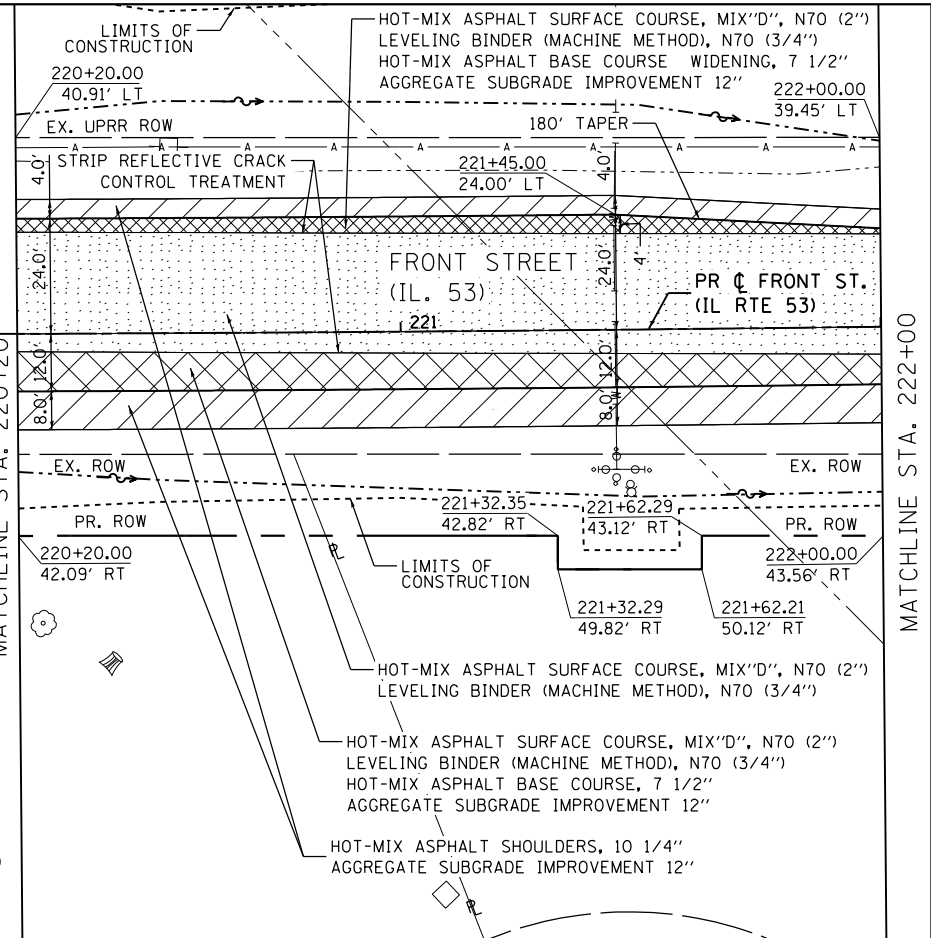 LIMITS OF
CONSTRUCTION
HOT-MIX ASPHALT SURFACE COURSE, MIX"D", N70 (2")
LEVELING BINDER (MACHINE METHOD), N70 (3/4")
HOT-MIX ASPHALT BASE COURSE WIDENING, 7 1/2"
AGGREGATE SUBGRADE IMPROVEMENT 12"
220+20.00
40.91' LT
222+00.00
39.45' LT
EX. UPRR ROW
180' TAPER
A A A A A A A A A
4.0'
STRIP REFLECTIVE CRACK
CONTROL TREATMENT
221+45.00
24.00' LT
4.0'
24.0'
FRONT STREET
(IL. 53)
24.0'
4'
PR ℄ FRONT ST.
(IL RTE 53)
221
12.0'
12.0'
8.0'
8.0'
MATCHLINE STA. 220+20
MATCHLINE STA. 222+00
EX. ROW
EX. ROW
221+32.35
42.82' RT
221+62.29
43.12' RT
PR. ROW
PR. ROW
220+20.00
42.09' RT
222+00.00
43.56' RT
PL
LIMITS OF
CONSTRUCTION
221+32.29
49.82' RT
221+62.21
50.12' RT
HOT-MIX ASPHALT SURFACE COURSE, MIX"D", N70 (2")
LEVELING BINDER (MACHINE METHOD), N70 (3/4")
HOT-MIX ASPHALT SURFACE COURSE, MIX"D", N70 (2")
LEVELING BINDER (MACHINE METHOD), N70 (3/4")
HOT-MIX ASPHALT BASE COURSE, 7 1/2"
AGGREGATE SUBGRADE IMPROVEMENT 12"
HOT-MIX ASPHALT SHOULDERS, 10 1/4"
AGGREGATE SUBGRADE IMPROVEMENT 12"
PL